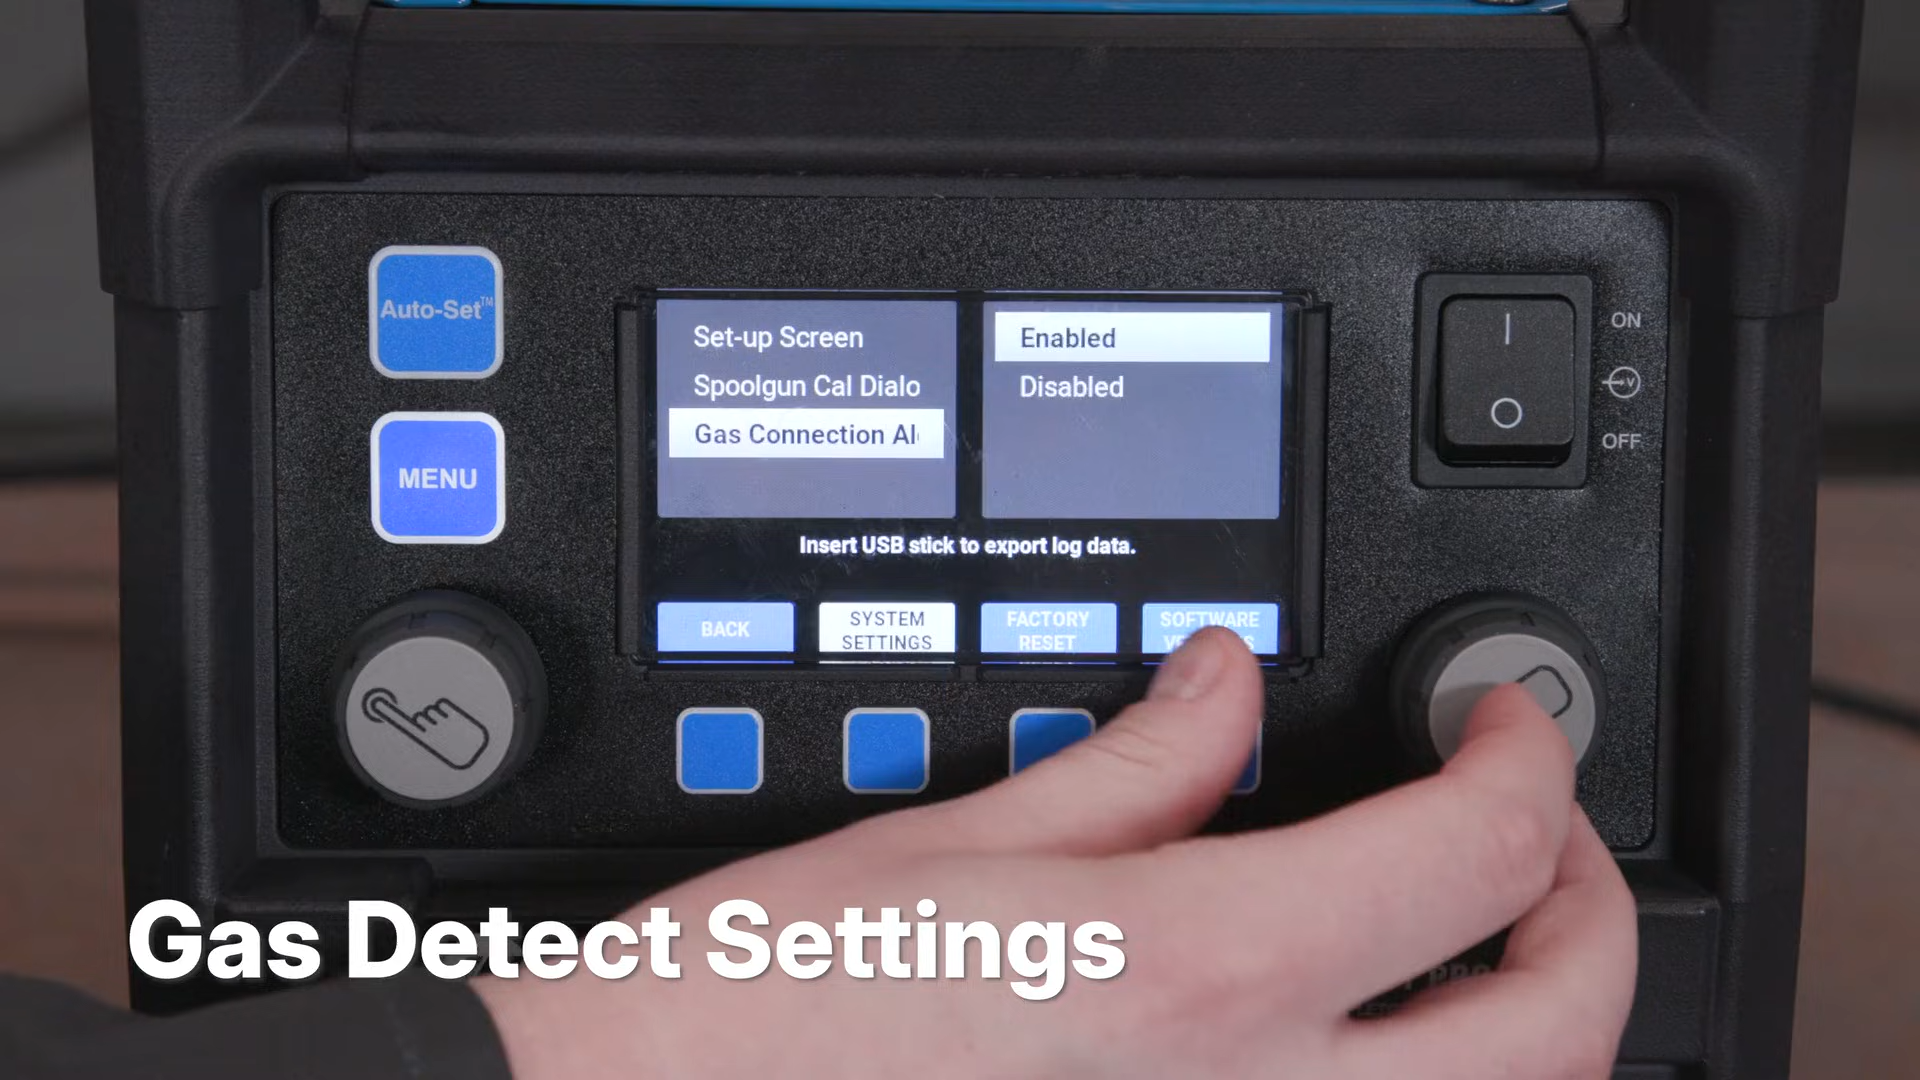 Auto-Set™
MENU
Set-up Screen
Spoolgun Cal Dialo
Gas Connection Al
Enabled
Disabled
Insert USB stick to export log data.
BACK
SYSTEM
SETTINGS
FACTORY
RESET
SOFTWARE
ON
V
OFF
Gas Detect Settings